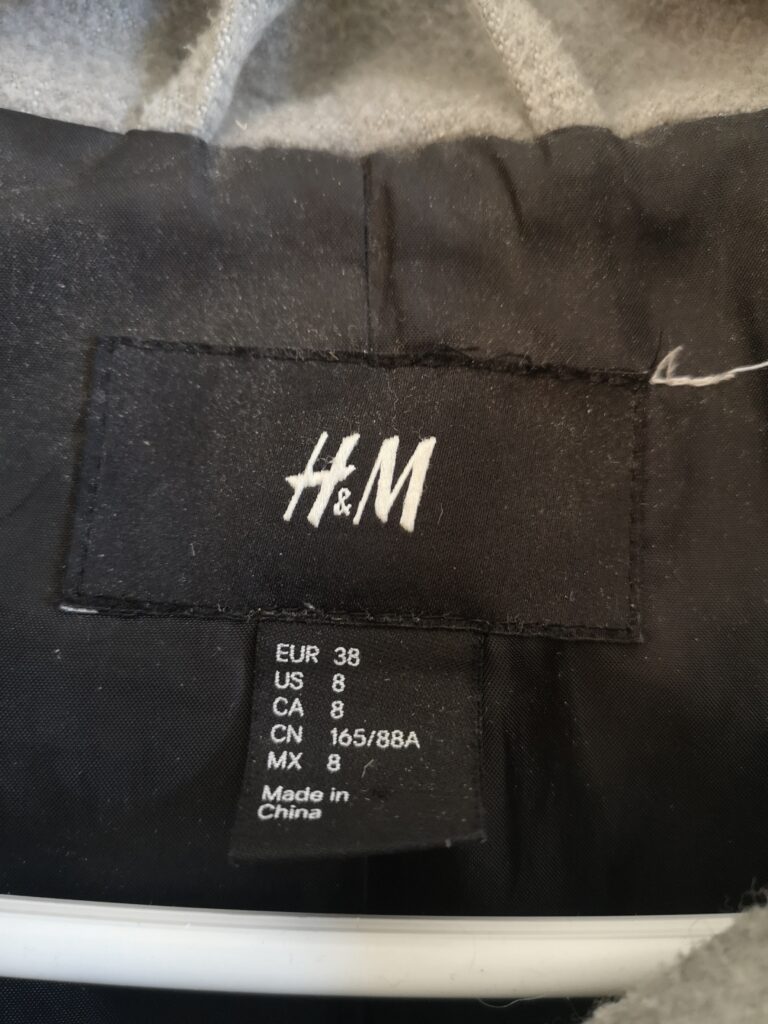 H&M
EUR 38
US 8
CA 8
CN 165/88A
MX 8
Made in
China